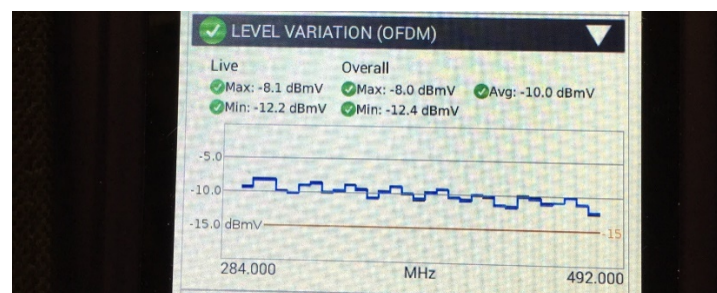 LEVEL VARIATION (OFDM)
Live Overall
Max: -8.1 dBmV Max: -8.0 dBmV Avg: -10.0 dBmV
Min: -12.2 dBmV Min: -12.4 dBmV
-5.0
-10.0
-15.0 dBmV -15
284.000 MHz 492.000